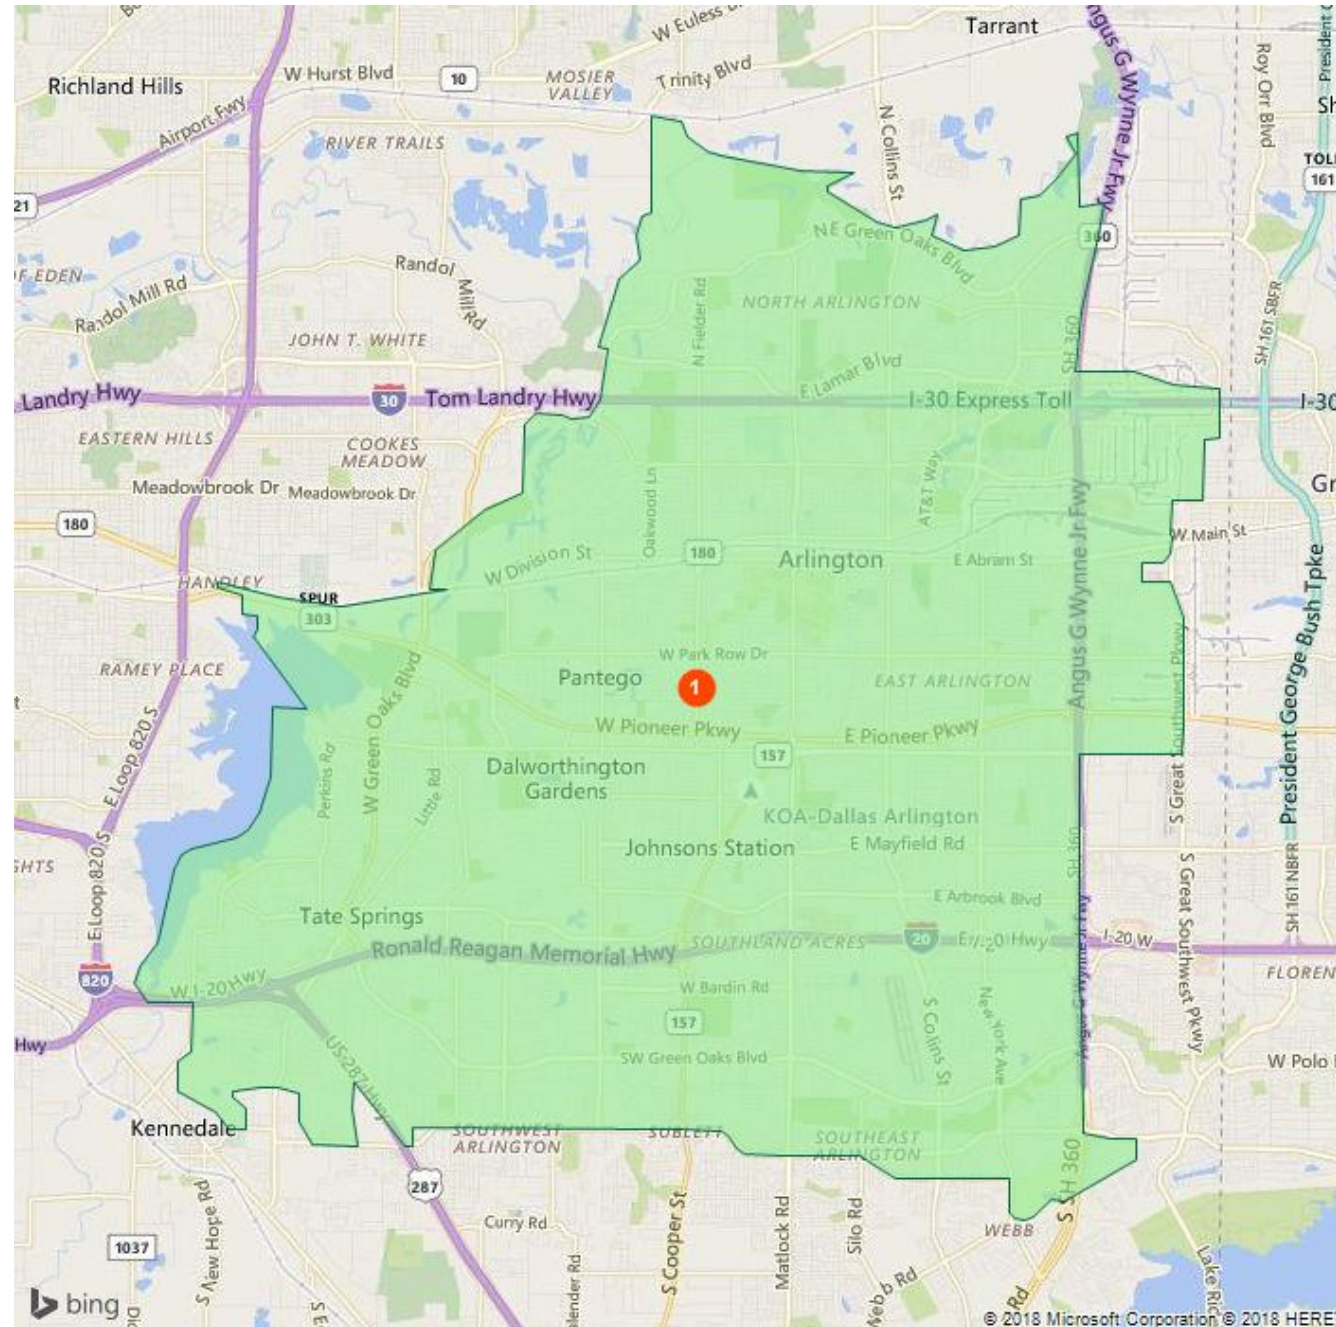 Tarrant
W Euless
Richland Hills
W Hurst Blvd
10
MOSIER
VALLEY
Trinity Blvd
Angus G Wynne Jr Fwy
Roy Orr Blvd
Airport Fwy
RIVER TRAILS
N Collins St
TOLL
161
21
360
NE Green Oaks Blvd
OF EDEN
Randol Mill Rd
Randol
Mill Rd
N Fielder Rd
NORTH ARLINGTON
SH 161 SBFR
JOHN T. WHITE
SH 360
E Lamar Blvd
Landry Hwy
30
Tom Landry Hwy
I-30 Express Toll
I-30
EASTERN HILLS
COOKES
MEADOW
Meadowbrook Dr
Meadowbrook Dr
Oakwood Ln
AT&T Way
Angus G Wynne Jr Fwy
180
W Main St
W Division St
180
Arlington
E Abram St
HANDLEY
SPUR
303
President George Bush Tpke
RAMEY PLACE
W Park Row Dr
Pantego
1
EAST ARLINGTON
W Green Oaks Blvd
W Pioneer Pkwy
E Pioneer Pkwy
S Great Southwest Pkwy
E Loop 820 S
157
Dalworthington
Gardens
Perkins Rd
Little Rd
KOA-Dallas Arlington
Johnsons Station
E Mayfield Rd
SH 360
E Loop 820 S
S Great Southwest Pkwy
SH 161 NBFR
E Arbrook Blvd
Tate Springs
Ronald Reagan Memorial Hwy
SOUTHLAND ACRES
20
I-20 W
820
W I-20 Hwy
W Bardin Rd
S Collins St
New York Ave
157
Hwy
US-287 Hwy
SW Green Oaks Blvd
W Polo
Kennedale
SOUTHWEST
ARLINGTON
SUBLETT
SOUTHEAST
ARLINGTON
S SH 360
287
S New Hope Rd
Curry Rd
S Cooper St
Matlock Rd
Silo Rd
WEBB
1037
Webb Rd
Rd
bing
© 2018 Microsoft Corporation © 2018 HERE